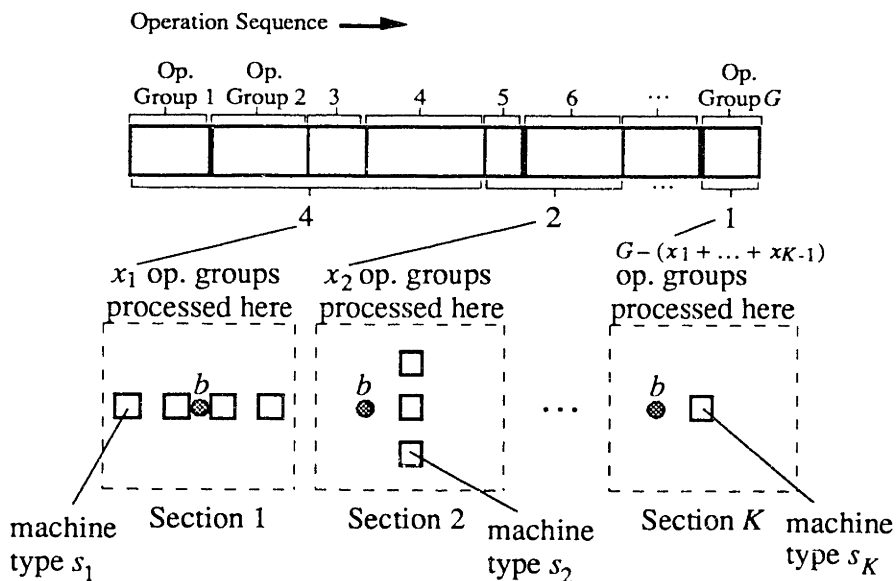 Operation Sequence
Op. Op. Op.
Group 1 Group 2 3 4 5 6 ... Group G
4 2 ... 1
x1 op. groups processed here
x2 op. groups processed here
G – (x1 + ... + xK-1) op. groups processed here
b b ... b
Section 1 Section 2 Section K
machine type s1
machine type s2
machine type sK